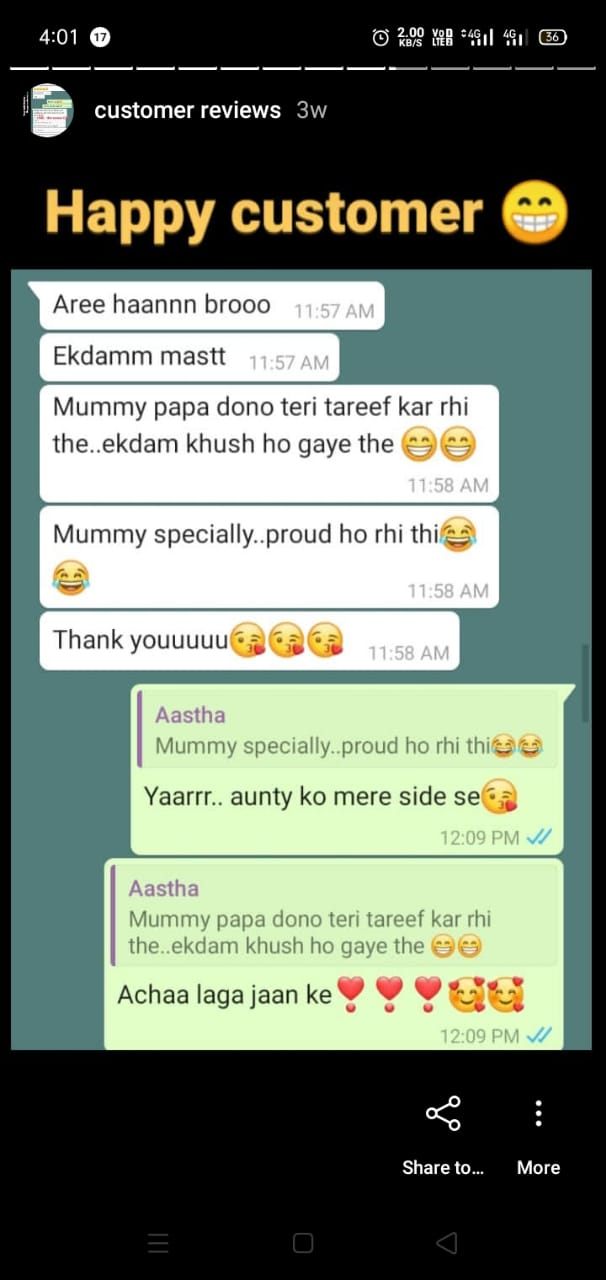 4:01 17 2.00 KB/S VoD LTE 4G 4G 36
customer reviews 3w
Happy customer 😁
Aree haannn brooo 11:57 AM
Ekdamm mastt 11:57 AM
Mummy papa dono teri tareef kar rhi
the..ekdam khush ho gaye the 😁😁
11:58 AM
Mummy specially..proud ho rhi thi😂
😂
11:58 AM
Thank youuuuu😘😘😘 11:58 AM
Aastha
Mummy specially..proud ho rhi thi😂😂
Yaarrr.. aunty ko mere side se😘
12:09 PM
Aastha
Mummy papa dono teri tareef kar rhi
the..ekdam khush ho gaye the 😁😁
Achaa laga jaan ke❣️❣️❣️🥰🥰
12:09 PM
Share to... More